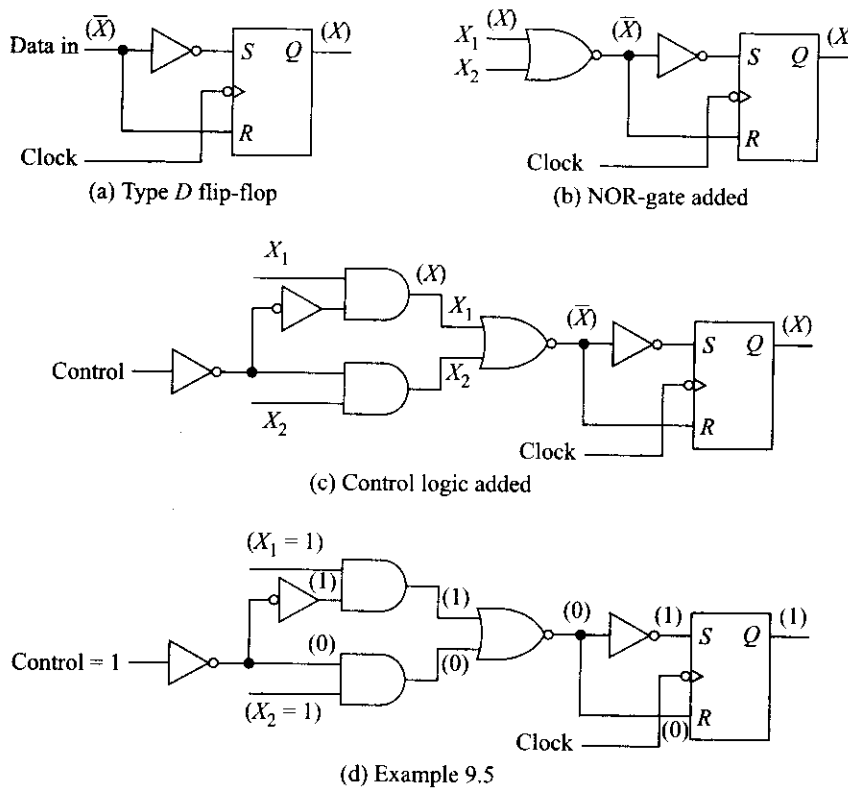 Data in (X̅) S Q (X)
R
Clock
(a) Type D flip-flop
(X) (X̅) (X
X₁
X₂
S Q
R
Clock
(b) NOR-gate added
X₁ (X)
X₁ (X̅) (X)
Control
X₂
X₂
S Q
R
Clock
(c) Control logic added
(X₁ = 1)
(1) (1) (0) (1) (1)
S Q
(0) (0)
Control = 1
(X₂ = 1)
R
(0)
Clock
(d) Example 9.5